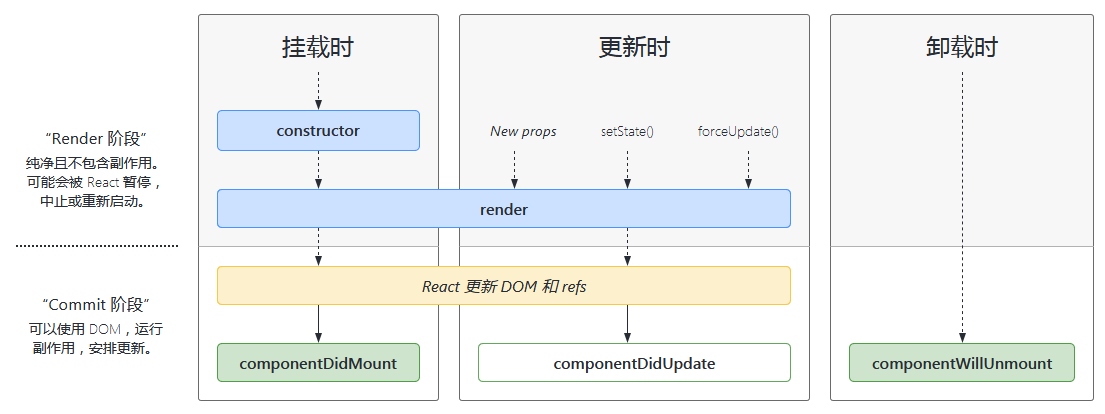 挂载时
更新时
卸载时
constructor
“Render 阶段”
纯净且不包含副作用。
可能会被 React 暂停，
中止或重新启动。
New props
setState()
forceUpdate()
render
React 更新 DOM 和 refs
“Commit 阶段”
可以使用 DOM，运行
副作用，安排更新。
componentDidMount
componentDidUpdate
componentWillUnmount